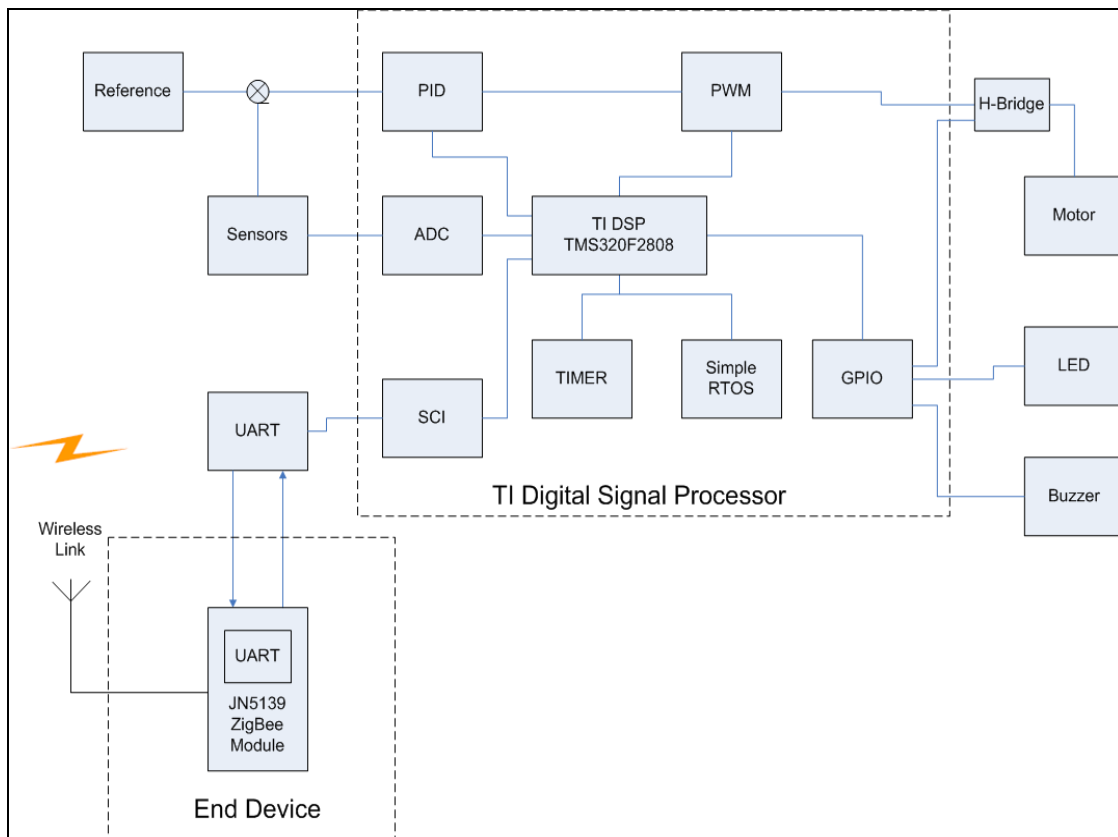 Reference
PID
PWM
H-Bridge
Sensors
ADC
TI DSP
TMS320F2808
Motor
TIMER
Simple
RTOS
GPIO
LED
UART
SCI
TI Digital Signal Processor
Buzzer
Wireless
Link
UART
JN5139
ZigBee
Module
End Device